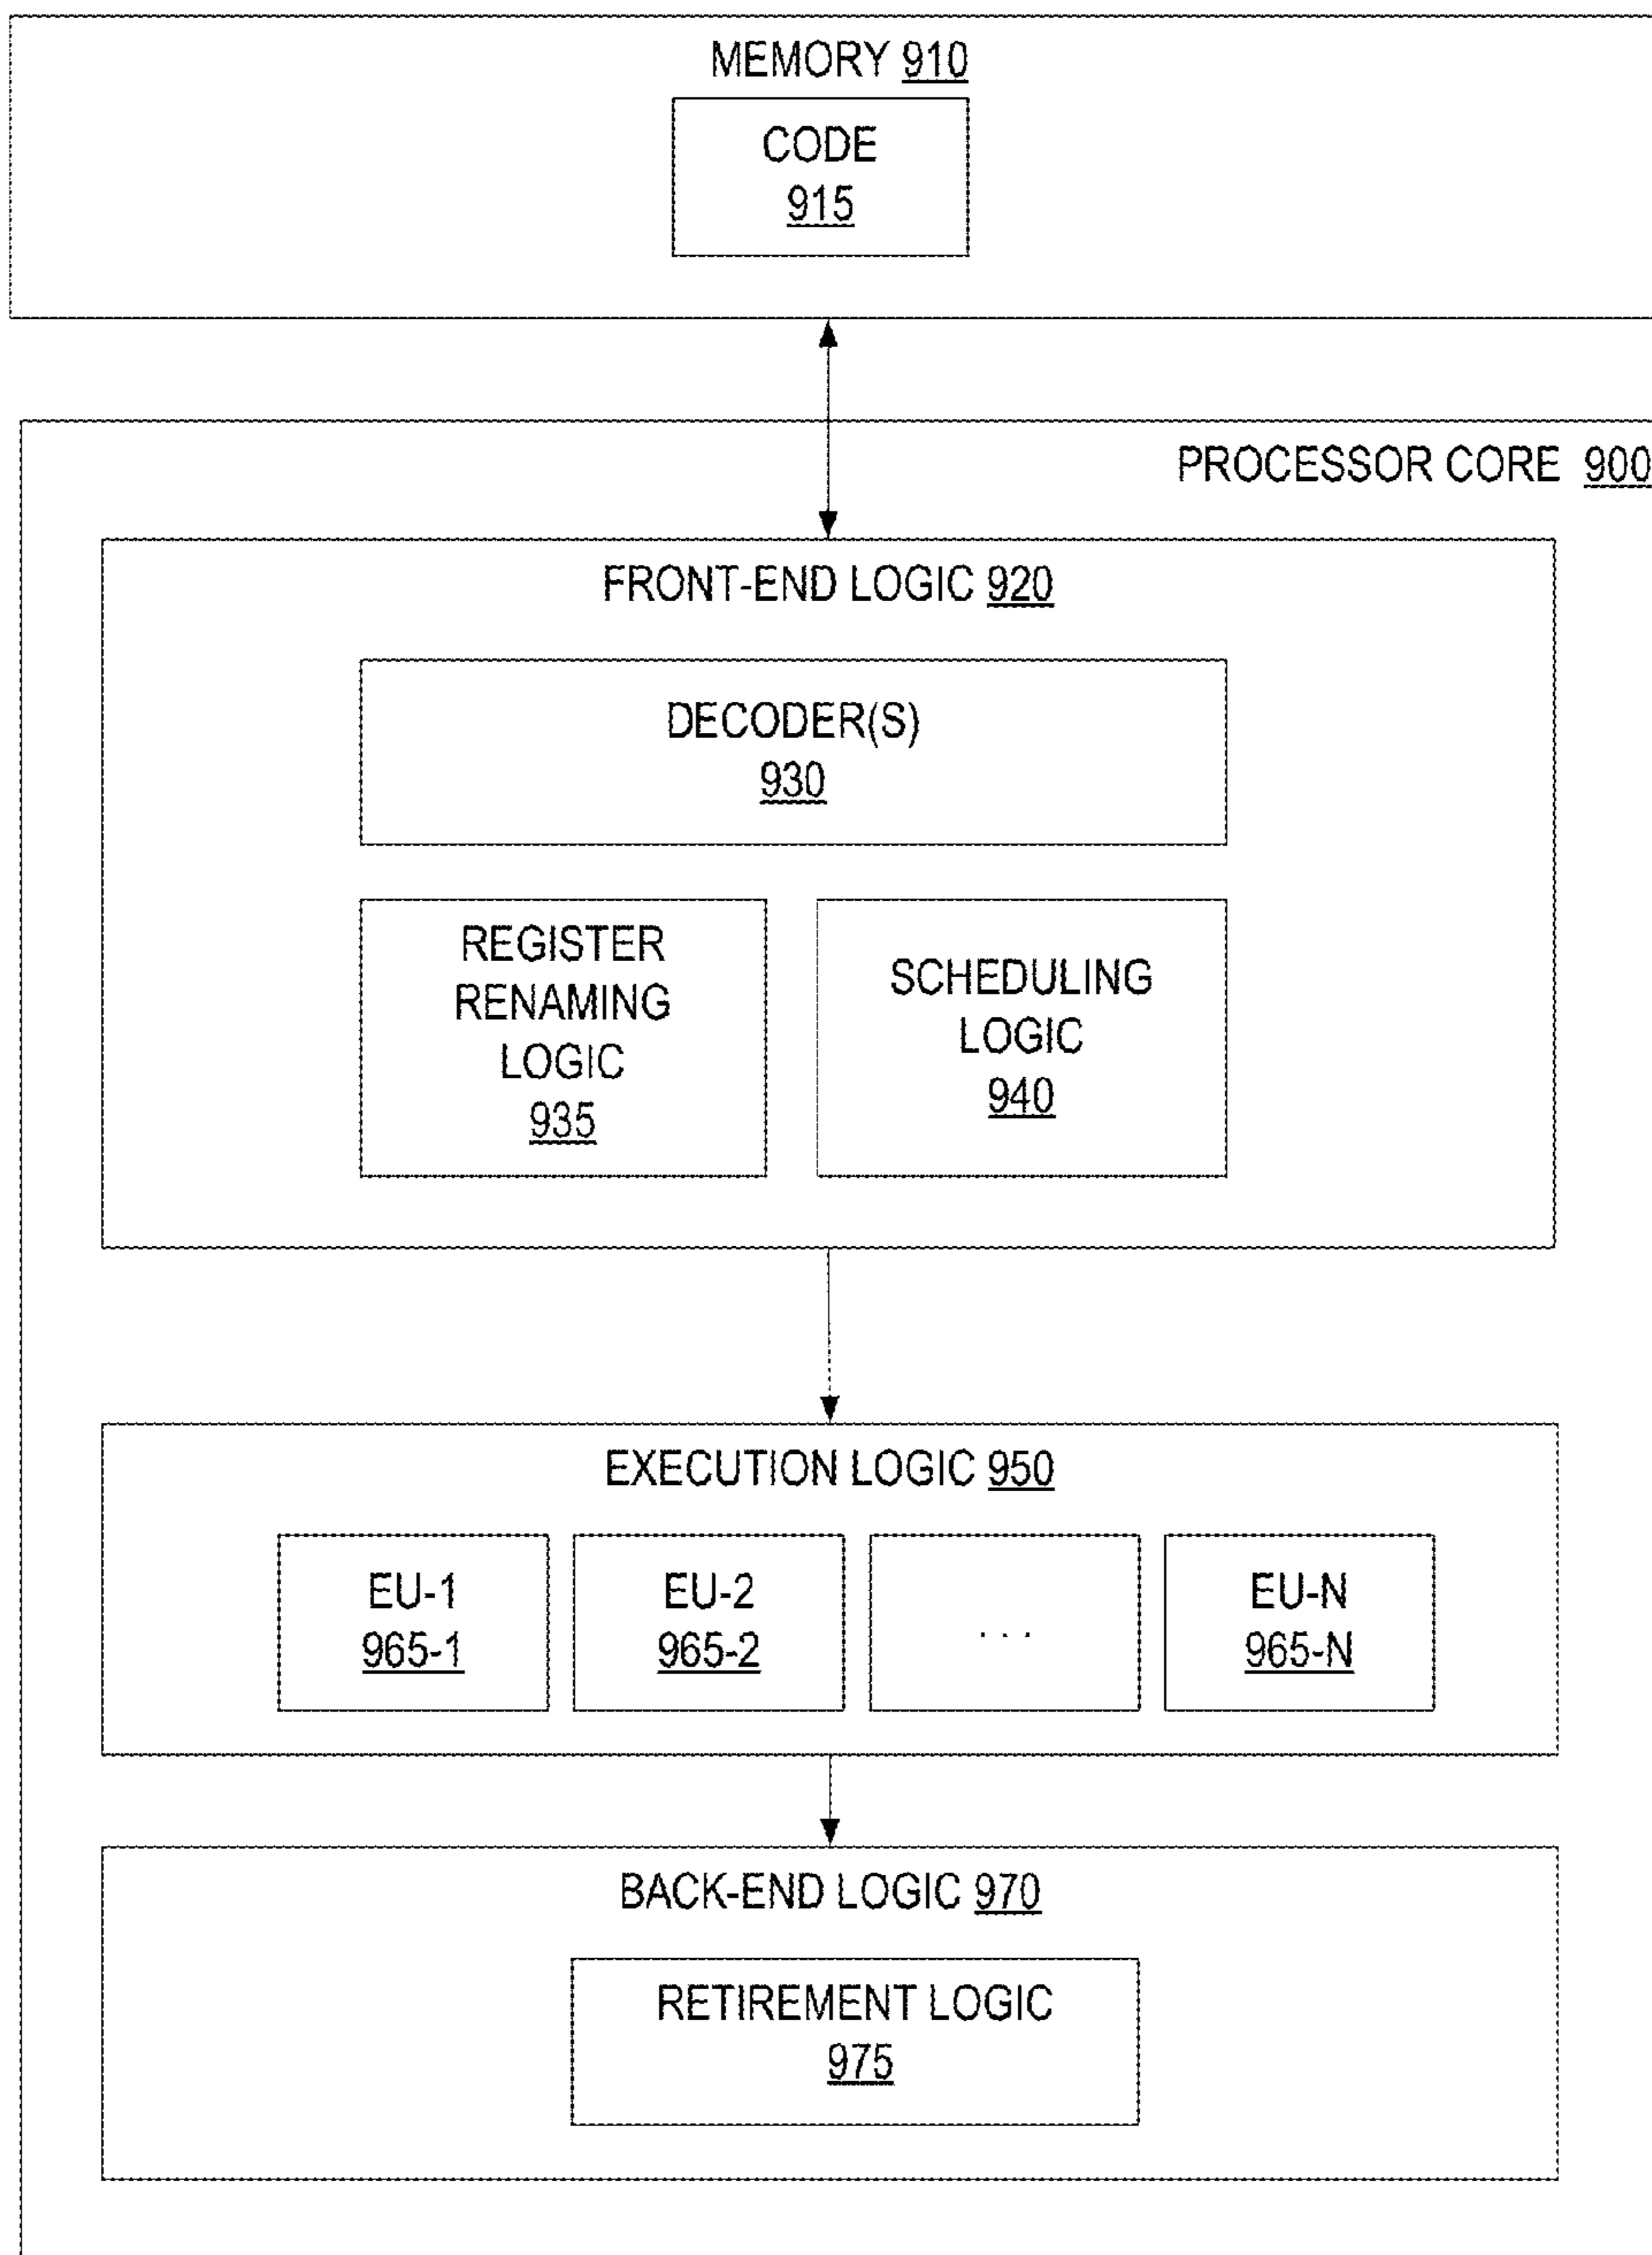 MEMORY 910
CODE
915
PROCESSOR CORE 900
FRONT-END LOGIC 920
DECODER(S)
930
REGISTER
RENAMING
LOGIC
935
SCHEDULING
LOGIC
940
EXECUTION LOGIC 950
EU-1
965-1
EU-2
965-2
. . .
EU-N
965-N
BACK-END LOGIC 970
RETIREMENT LOGIC
975